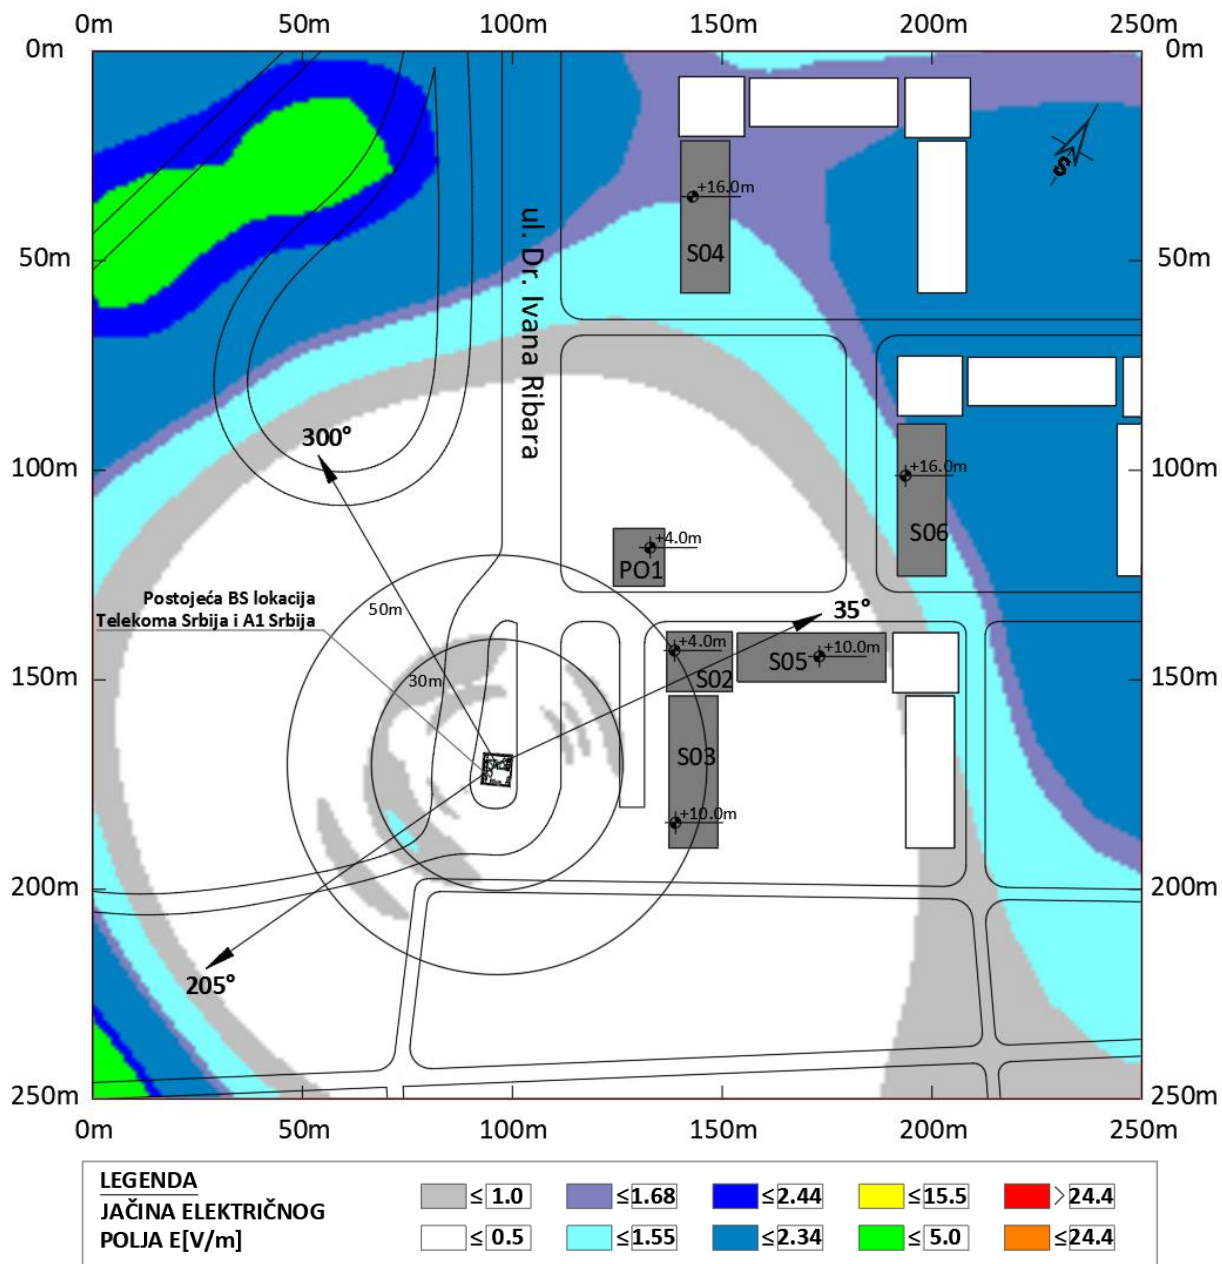 0m 50m 100m 150m 200m 250m
0m 0m
S
+16.0m
ul. Dr. Ivana Ribara
50m S04 50m
300°
100m +16.0m 100m
S06
+4.0m
PO1
Postojeća BS lokacija
Telekoma Srbija i A1 Srbija
50m
35°
+4.0m +10.0m
150m 30m S02 S05 150m
S03
+10.0m
200m 200m
205°
250m 250m
0m 50m 100m 150m 200m 250m
LEGENDA
JAČINA ELEKTRIČNOG
POLJA E[V/m]
≤ 1.0 ≤1.68 ≤2.44 ≤15.5 >24.4
≤ 0.5 ≤1.55 ≤2.34 ≤ 5.0 ≤24.4